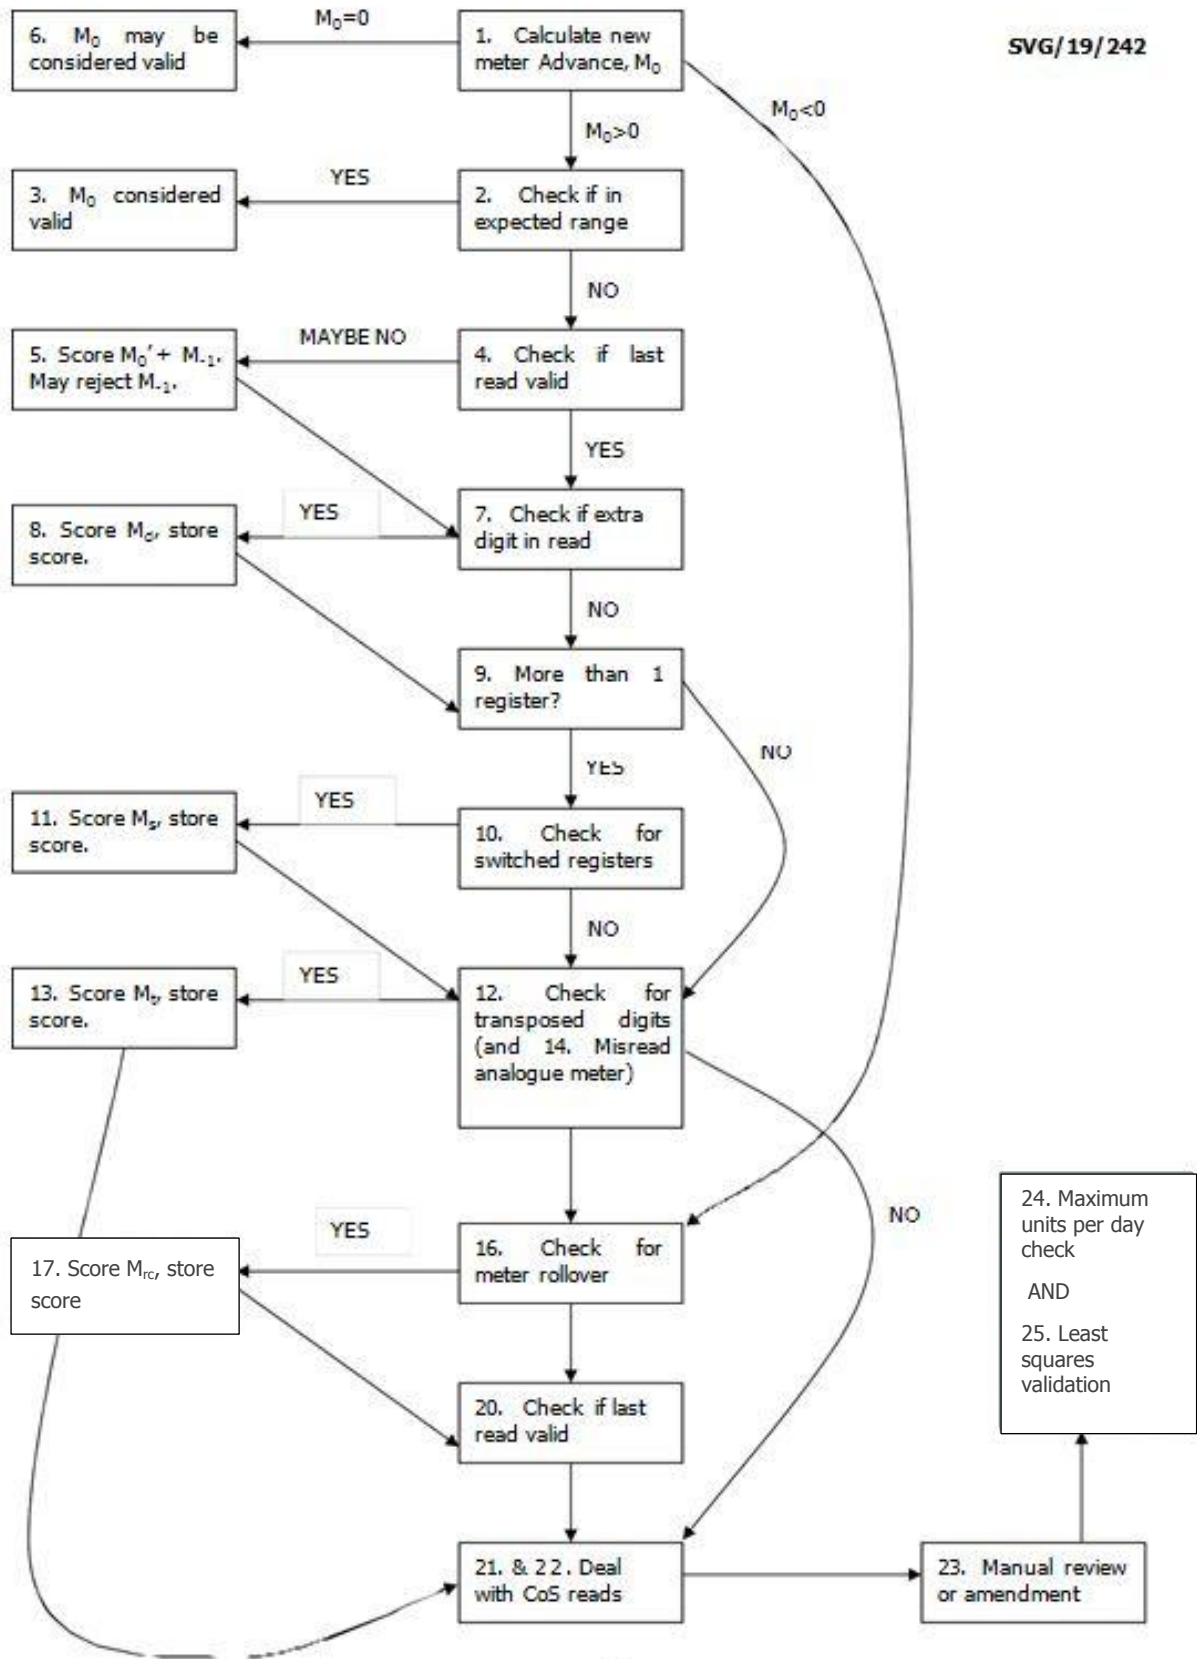 M₀=0
6. M₀ may be
considered valid
1. Calculate new
meter Advance, M₀
SVG/19/242
M₀<0
M₀>0
YES
3. M₀ considered
valid
2. Check if in
expected range
NO
MAYBE NO
5. Score M₀′+ M₋₁.
May reject M₋₁.
4. Check if last
read valid
YES
YES
8. Score M_d, store
score.
7. Check if extra
digit in read
NO
9. More than 1
register?
NO
YES
YES
11. Score Mₛ, store
score.
10. Check for
switched registers
NO
YES
13. Score Mₜ, store
score.
12. Check for
transposed digits
(and 14. Misread
analogue meter)
NO
YES
17. Score M_rc, store
score
16. Check for
meter rollover
24. Maximum
units per day
check
AND
25. Least
squares
validation
20. Check if last
read valid
21. & 22. Deal
with CoS reads
23. Manual review
or amendment